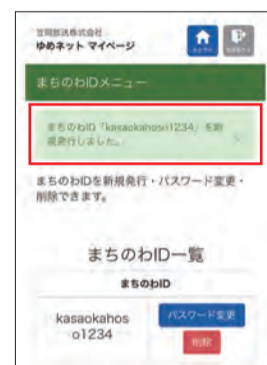 笠岡放送株式会社
ゆめネット マイページ
まちのわIDメニュー
まちのわID「kasaokahoso1234」を新
規発行しました。
まちのわIDを新規発行・パスワード変更・
削除できます。
まちのわID一覧
まちのわID
kasaokahos
o1234
パスワード変更
削除